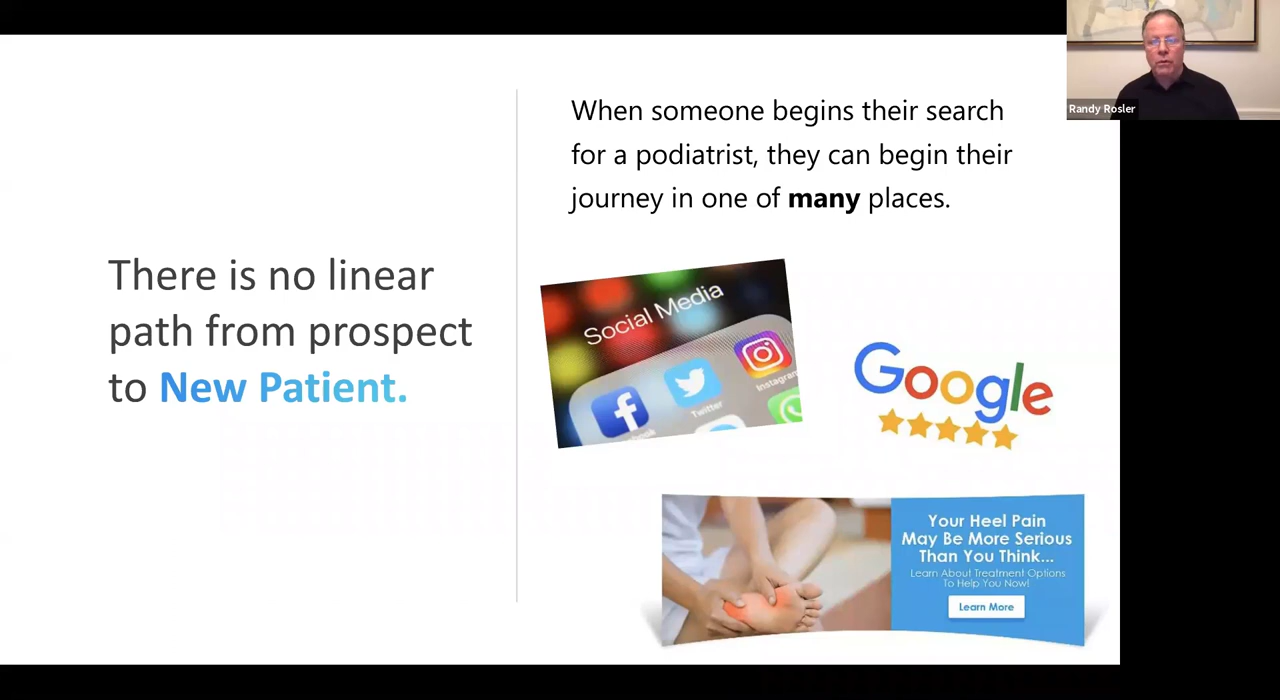 There is no linear
path from prospect
to New Patient.
When someone begins their search
for a podiatrist, they can begin their
journey in one of many places.
Social Media
Twitter
Instagram
Google
Your Heel Pain
May Be More Serious
Than You Think...
Learn About Treatment Options
To Help You Now!
Learn More
Randy Rosler